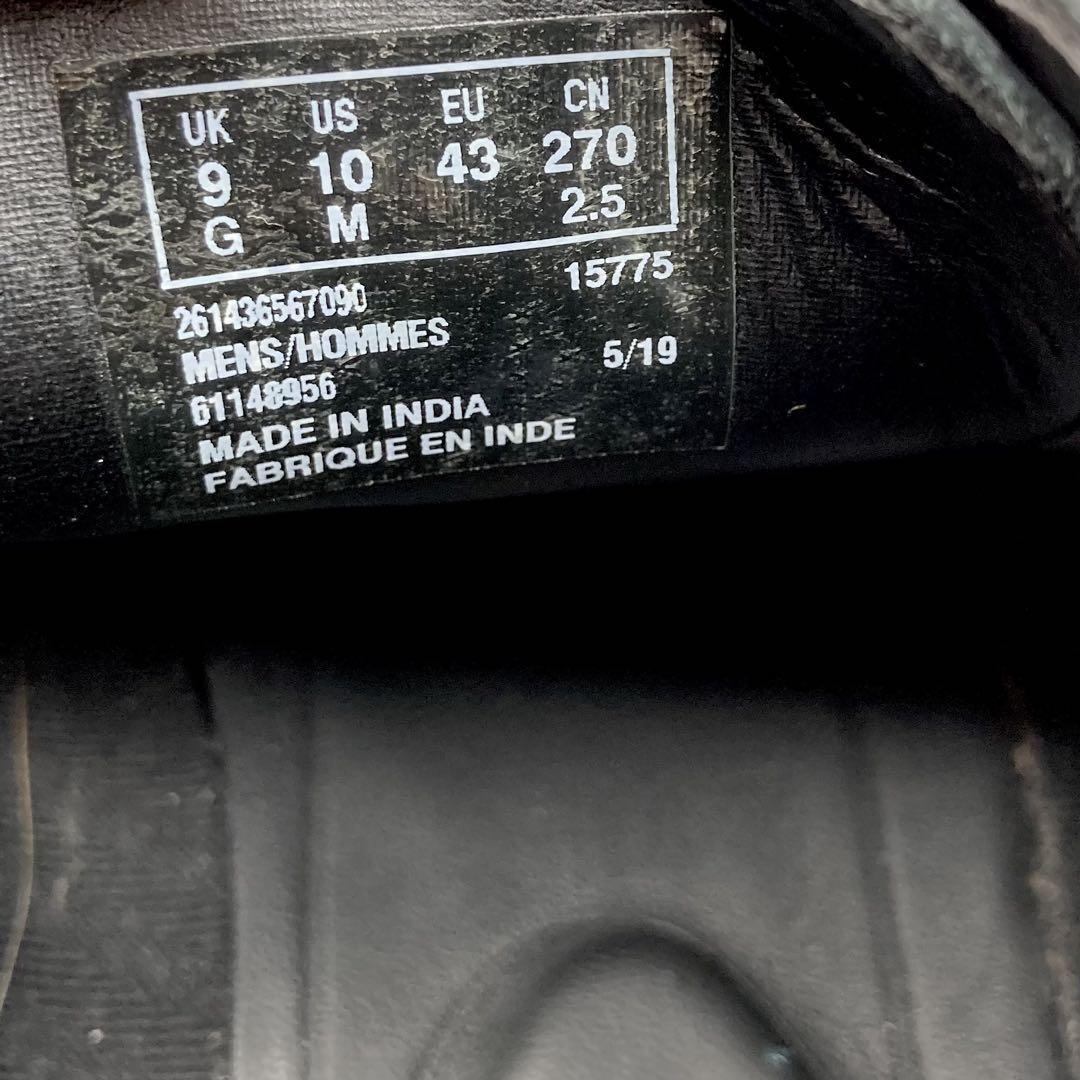 UK US EU CN
9 10 43 270
G M 2.5
261436567090 15775
MENS/HOMMES
61148956 5/19
MADE IN INDIA
FABRIQUE EN INDE